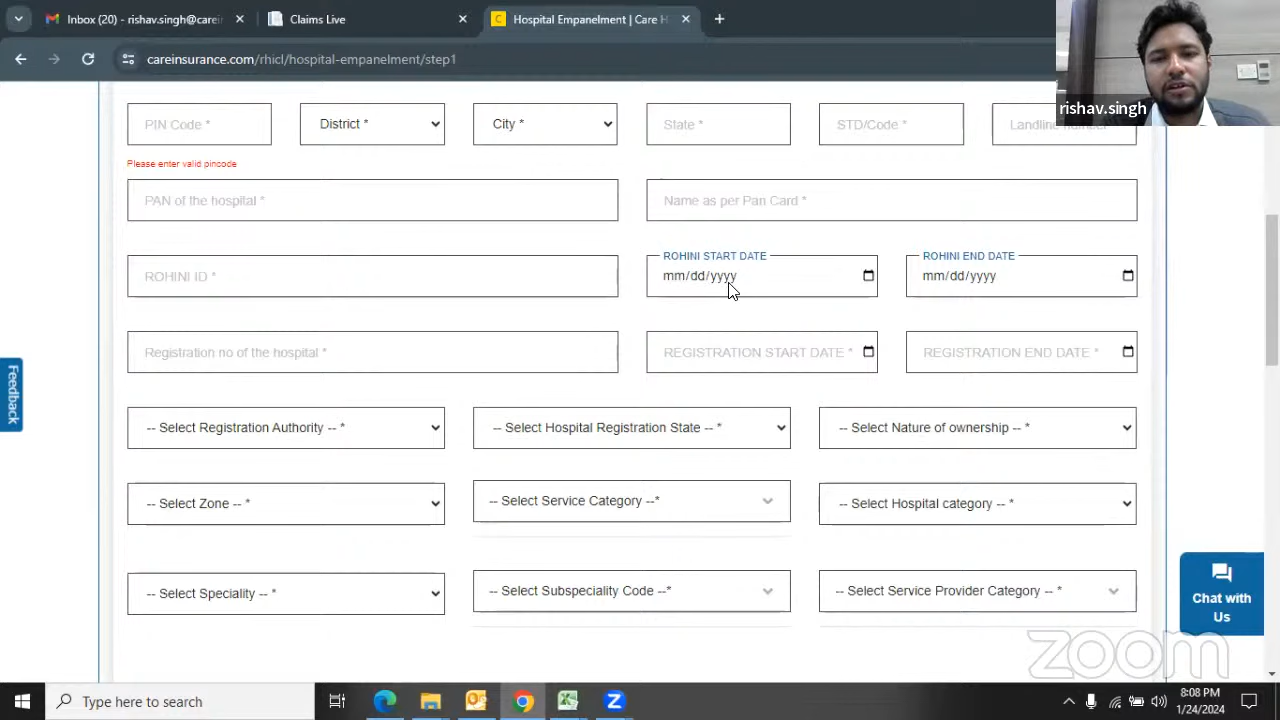 Inbox (20) - rishav.singh@carei
Claims Live
Hospital Empanelment | Care H
careinsurance.com/rhicl/hospital-empanelment/step1
rishav.singh
PIN Code *
District *
City *
State *
STD/Code *
Landline number
Please enter valid pincode
PAN of the hospital *
Name as per Pan Card *
ROHINI ID *
ROHINI START DATE
mm/dd/yyyy
ROHINI END DATE
mm/dd/yyyy
Registration no of the hospital *
REGISTRATION START DATE *
REGISTRATION END DATE *
-- Select Registration Authority -- *
-- Select Hospital Registration State -- *
-- Select Nature of ownership -- *
-- Select Zone -- *
-- Select Service Category --*
-- Select Hospital category -- *
-- Select Speciality -- *
-- Select Subspeciality Code --*
-- Select Service Provider Category -- *
Feedback
Chat with
Us
zoom
Type here to search
8:08 PM
1/24/2024